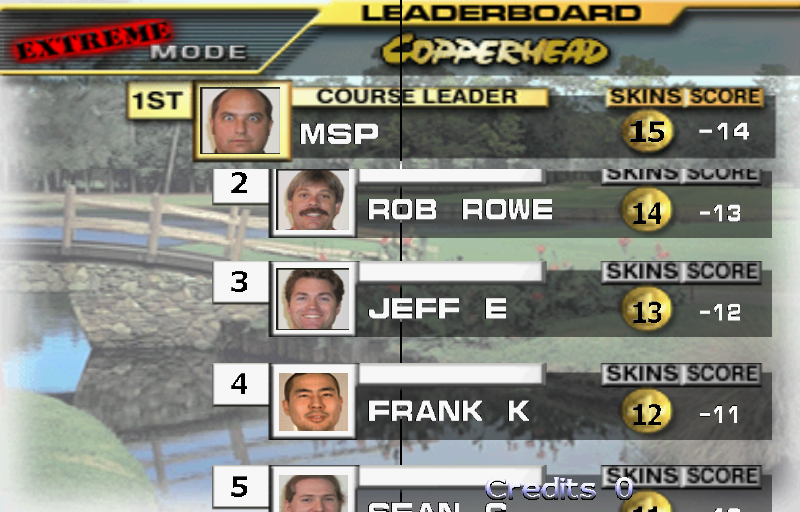 LEADERBOARD
EXTREME MODE
COPPERHEAD
1ST COURSE LEADER SKINS SCORE
MSP 15 -14
2 SKINS SCORE
ROB ROWE 14 -13
3 SKINS SCORE
JEFF E 13 -12
4 SKINS SCORE
FRANK K 12 -11
5 SKINS SCORE
Credits 0
SEAN